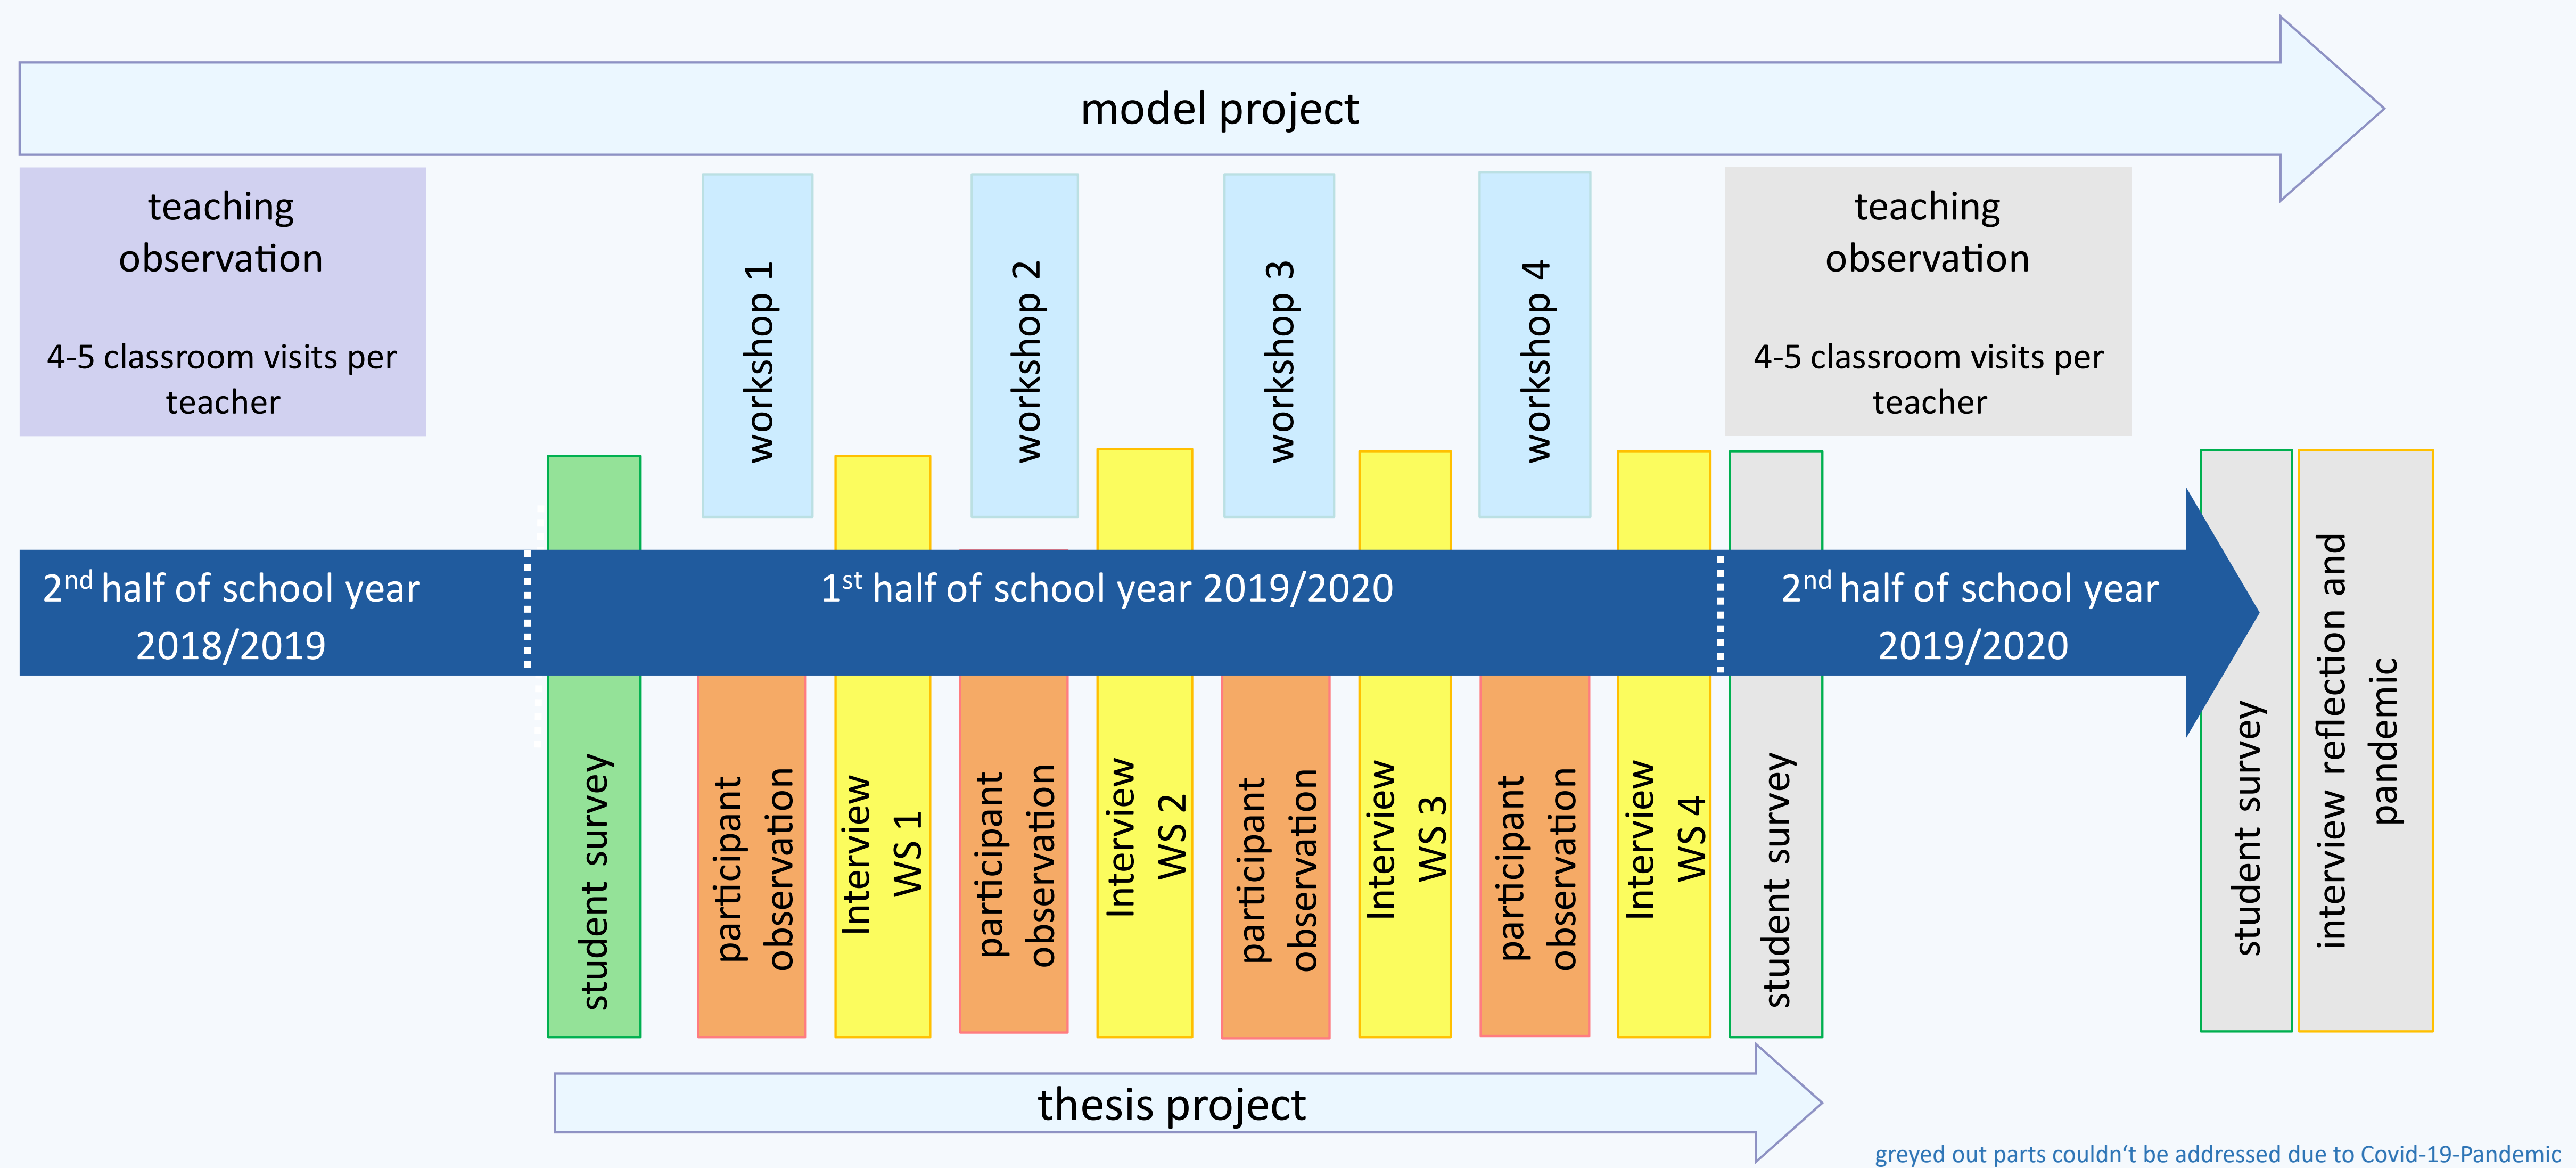 model project
teaching
observation
4-5 classroom visits per
teacher
workshop 1
workshop 2
workshop 3
workshop 4
teaching
observation
4-5 classroom visits per
teacher
2nd half of school year
2018/2019
1st half of school year 2019/2020
2nd half of school year
2019/2020
student survey
participant
observation
Interview
WS 1
participant
observation
Interview
WS 2
participant
observation
Interview
WS 3
participant
observation
Interview
WS 4
student survey
student survey
interview reflection and
pandemic
thesis project
greyed out parts couldn‘t be addressed due to Covid-19-Pandemic